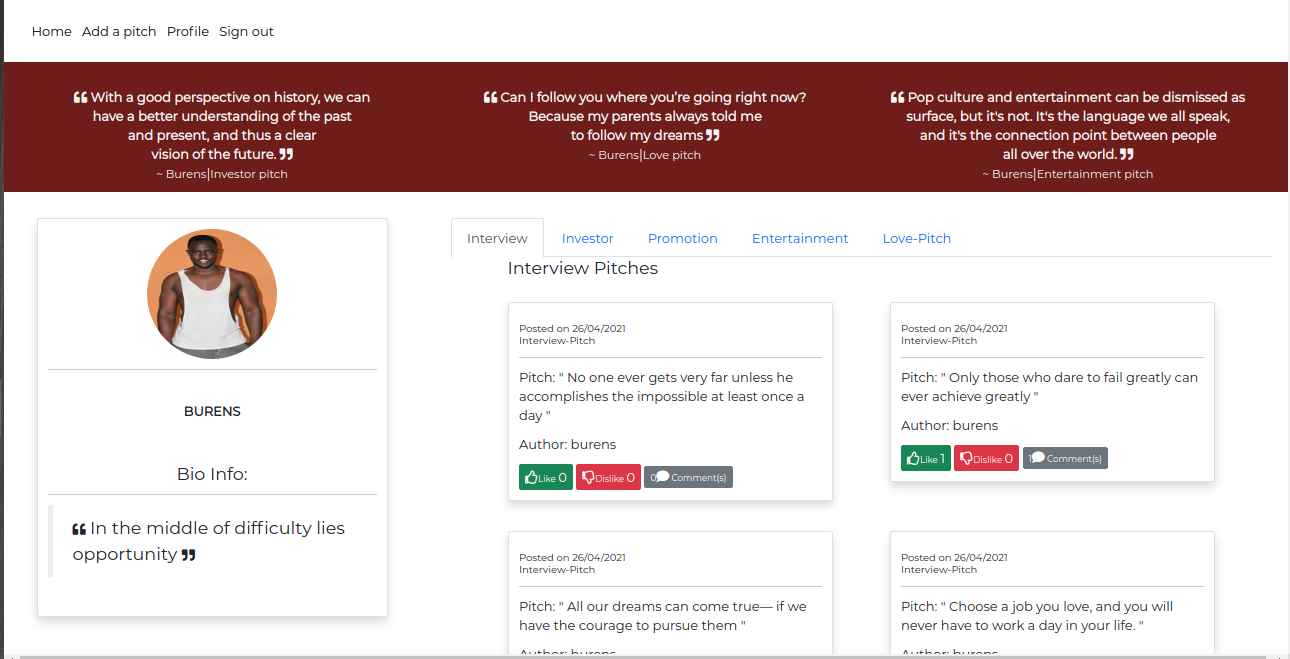 Home Add a pitch Profile Sign out
❝ With a good perspective on history, we can
have a better understanding of the past
and present, and thus a clear
vision of the future. ❞
~ Burens|Investor pitch
❝ Can I follow you where you're going right now?
Because my parents always told me
to follow my dreams ❞
~ Burens|Love pitch
❝ Pop culture and entertainment can be dismissed as
surface, but it's not. It's the language we all speak,
and it's the connection point between people
all over the world. ❞
~ Burens|Entertainment pitch
BURENS
Bio Info:
❝ In the middle of difficulty lies
opportunity ❞
Interview Investor Promotion Entertainment Love-Pitch
Interview Pitches
Posted on 26/04/2021
Interview-Pitch
Pitch: " No one ever gets very far unless he
accomplishes the impossible at least once a
day "
Author: burens
Like 0 Dislike 0 0 Comment(s)
Posted on 26/04/2021
Interview-Pitch
Pitch: " Only those who dare to fail greatly can
ever achieve greatly "
Author: burens
Like 1 Dislike 0 1 Comment(s)
Posted on 26/04/2021
Interview-Pitch
Pitch: " All our dreams can come true— if we
have the courage to pursue them "
Author: burens
Posted on 26/04/2021
Interview-Pitch
Pitch: " Choose a job you love, and you will
never have to work a day in your life. "
Author: burens